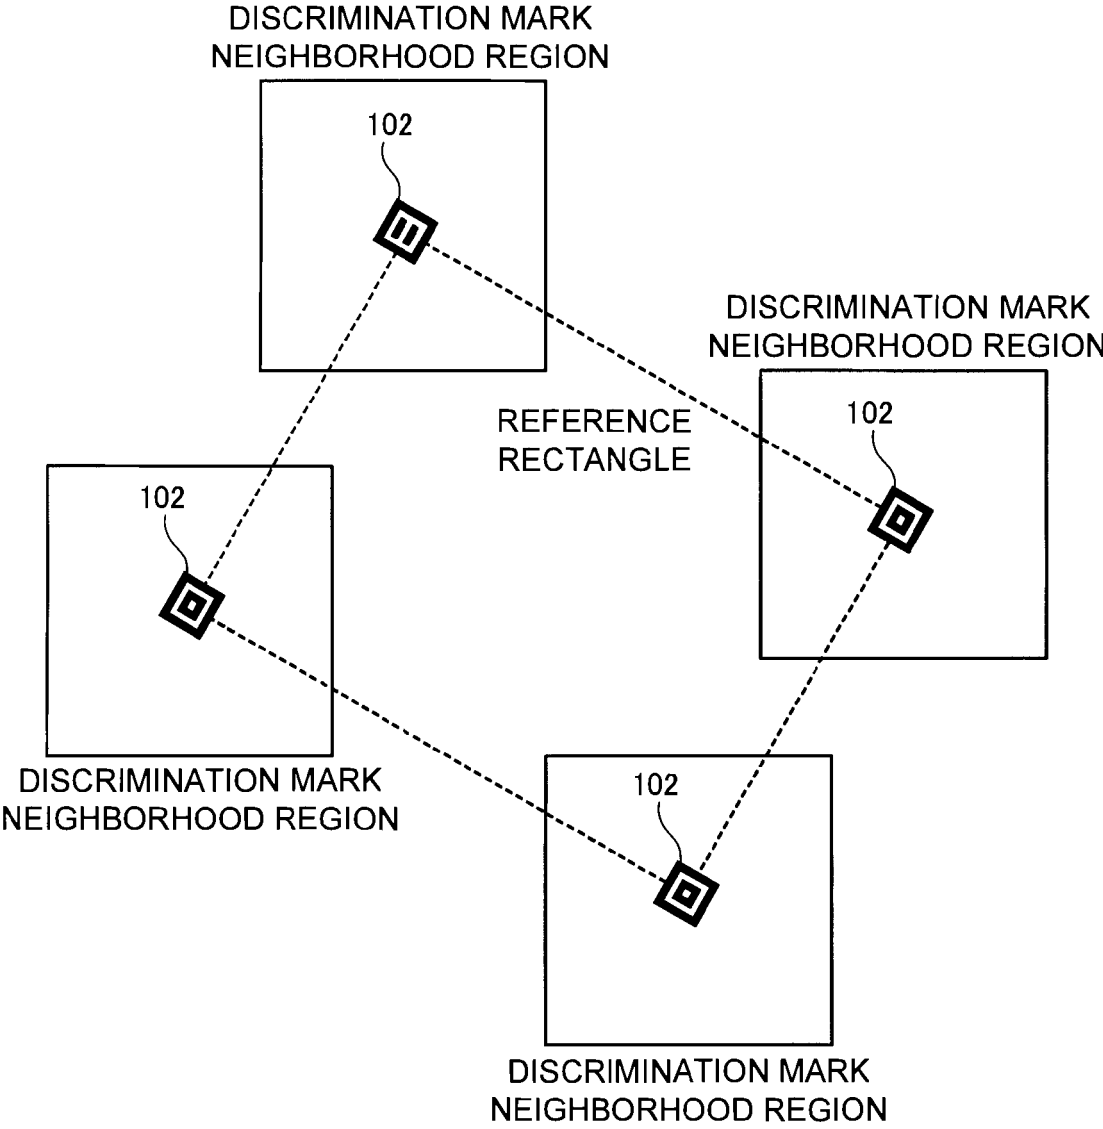 DISCRIMINATION MARK
NEIGHBORHOOD REGION
102
DISCRIMINATION MARK
NEIGHBORHOOD REGION
102
REFERENCE
RECTANGLE
102
DISCRIMINATION MARK
NEIGHBORHOOD REGION
102
DISCRIMINATION MARK
NEIGHBORHOOD REGION